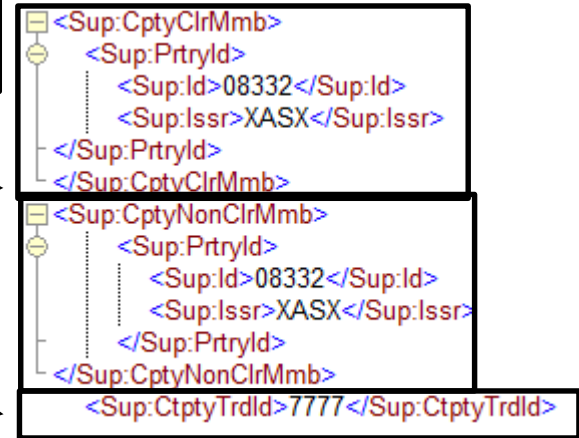 <Sup:CptyClrMmb>
<Sup:PrtryId>
<Sup:Id>08332</Sup:Id>
<Sup:Issr>XASX</Sup:Issr>
</Sup:PrtryId>
</Sup:CptyClrMmb>
<Sup:CptyNonClrMmb>
<Sup:PrtryId>
<Sup:Id>08332</Sup:Id>
<Sup:Issr>XASX</Sup:Issr>
</Sup:PrtryId>
</Sup:CptyNonClrMmb>
<Sup:CtptyTrdId>7777</Sup:CtptyTrdId>